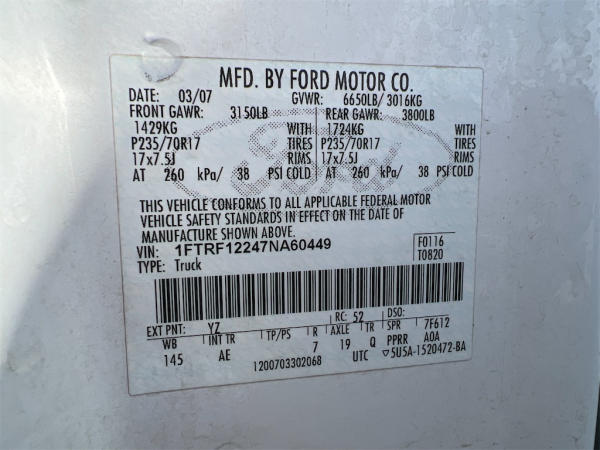 MFD. BY FORD MOTOR CO.
DATE: 03/07 GVWR: 6650LB/ 3016KG
FRONT GAWR: 3150LB REAR GAWR: 3800LB
1429KG WITH 1724KG WITH
P235/70R17 TIRES P235/70R17 TIRES
17x7.5J RIMS 17x7.5J RIMS
AT 260 kPa/ 38 PSI COLD AT 260 kPa/ 38 PSI COLD
Ford
THIS VEHICLE CONFORMS TO ALL APPLICABLE FEDERAL MOTOR
VEHICLE SAFETY STANDARDS IN EFFECT ON THE DATE OF
MANUFACTURE SHOWN ABOVE.
VIN: 1FTRF12247NA60449 F0116
TYPE: Truck T0820
EXT PNT: YZ RC: 52 DSO:
WB INT TR TP/PS R AXLE TR SPR 7F612
145 AE 7 19 Q PPRR A0A
1200703302068 UTC ▽5U5A-1520472-BA